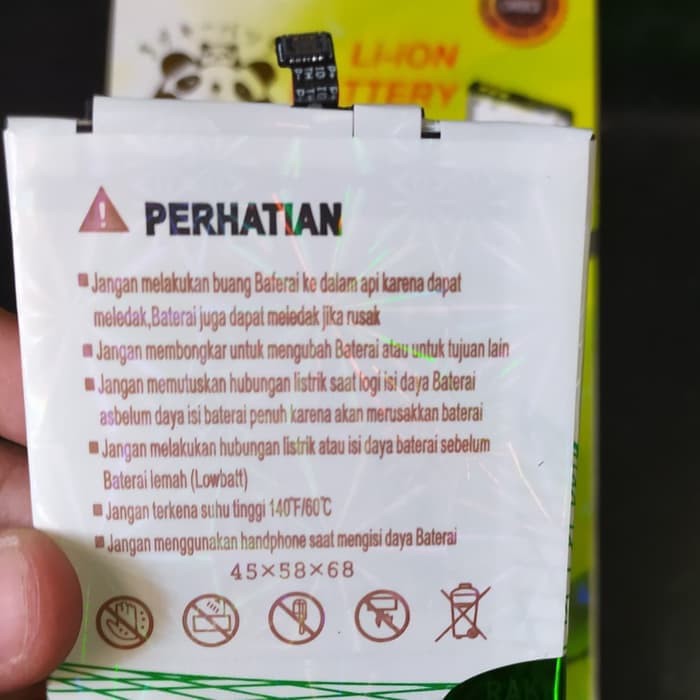 LI-ION
BATTERY
PERHATIAN
Jangan melakukan buang Baferai ke dalam api karena dapat
meledak,Baterai juga dapat meledak jika rusak
Jangan membongkar untuk mengubah Baterai atau untuk tujuan lain
Jangan memutuskan hubungan listrik saat logi isi daya Baterai
asbelum daya isi baterai penuh karena akan merusakkan baterai
Jangan melakukan hubungan listrik atau isi daya baterai sebelum
Baterai lemah (Lowbatt)
Jangan terkena suhu tinggi 140℉/60℃
Jangan menggunakan handphone saat mengisi daya Baterai
45×58×68